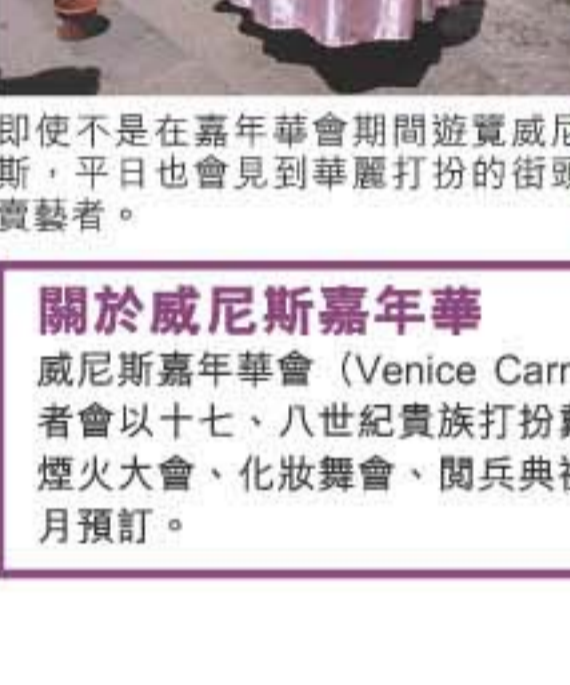 即使不是在嘉年華會期間遊覽威尼
斯，平日也會見到華麗打扮的街頭
賣藝者。
關於威尼斯嘉年華
威尼斯嘉年華會（Venice Carn
者會以十七、八世紀貴族打扮
煙火大會、化妝舞會、閱兵典
月預訂。